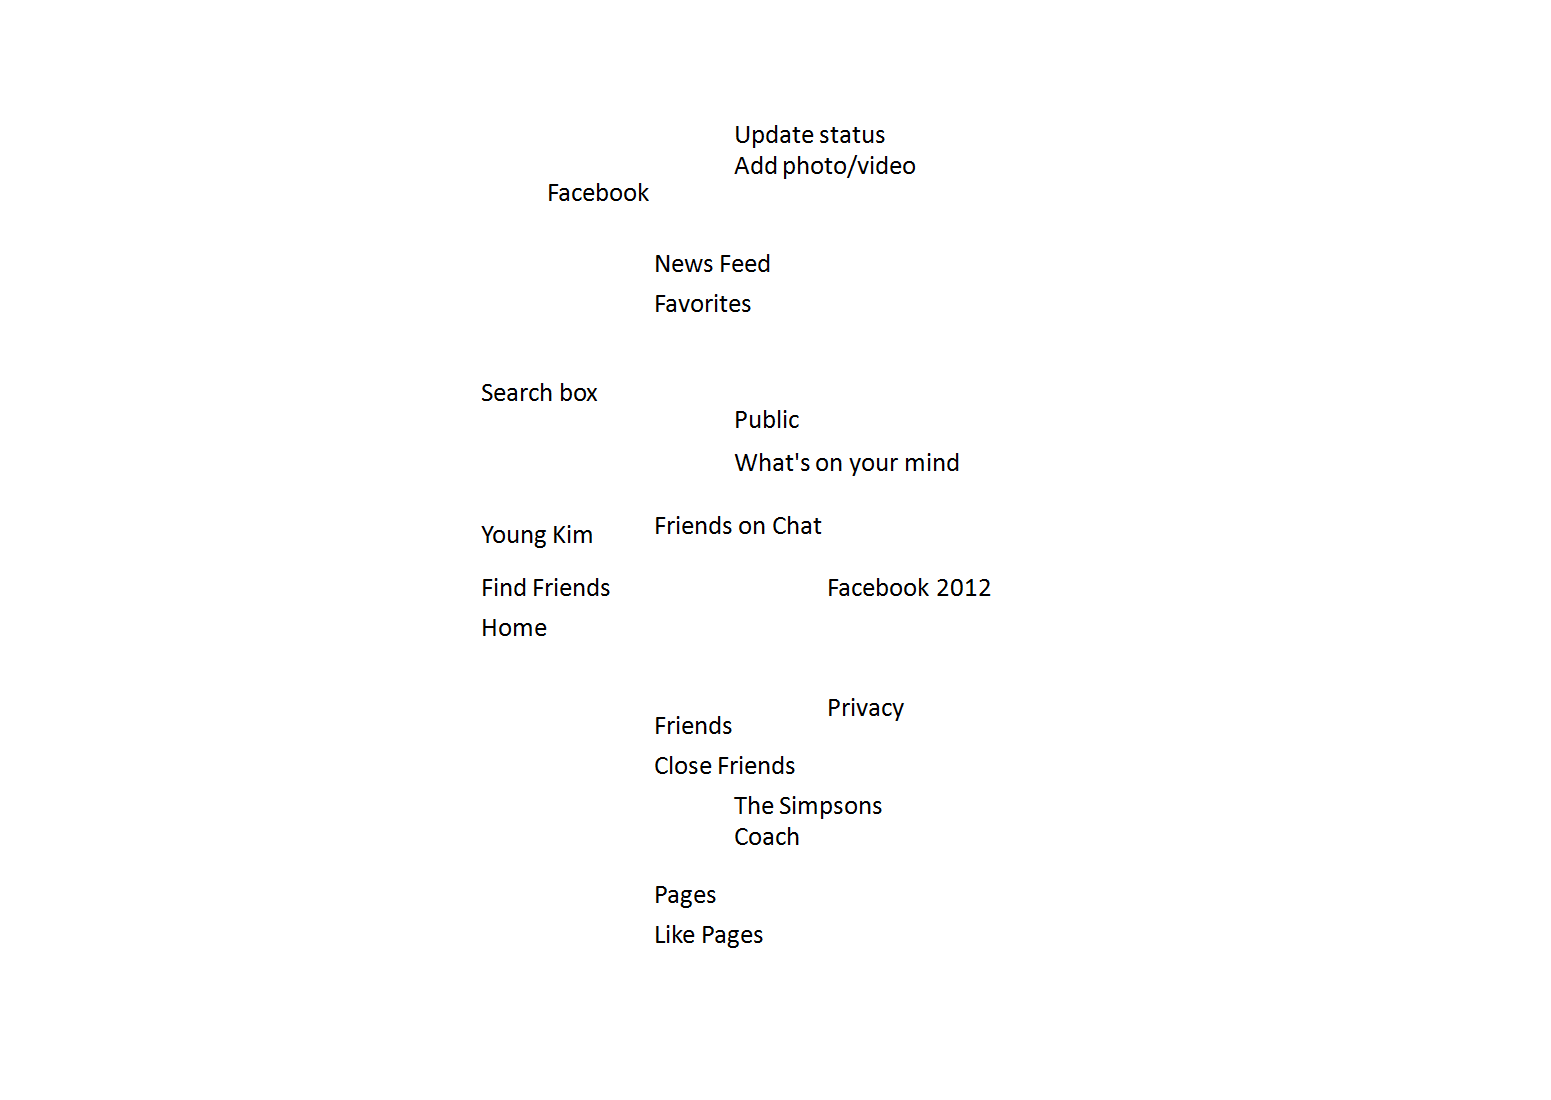 Update status
Add photo/video
Facebook
News Feed
Favorites
Search box
Public
What's on your mind
Friends on Chat
Young Kim
Find Friends
Facebook 2012
Home
Privacy
Friends
Close Friends
The Simpsons
Coach
Pages
Like Pages